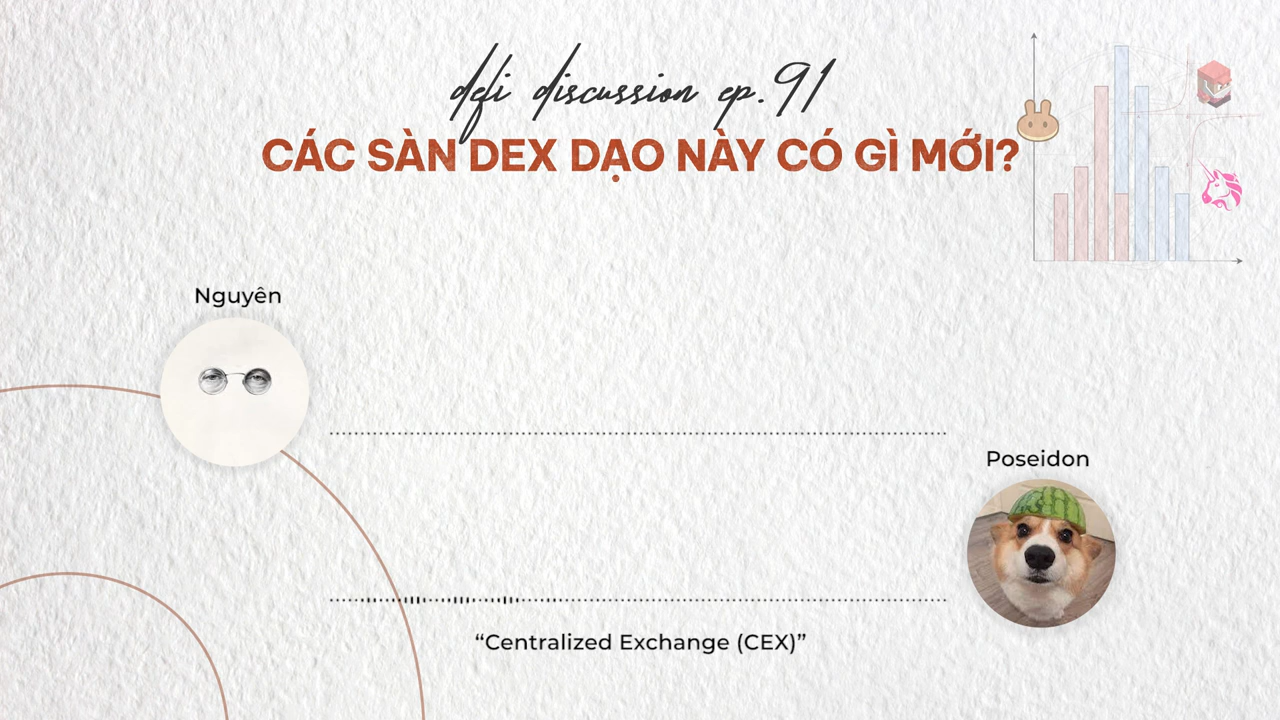 defi discussion ep.91
CÁC SÀN DEX DẠO NÀY CÓ GÌ MỚI?
Nguyên
Poseidon
“Centralized Exchange (CEX)”